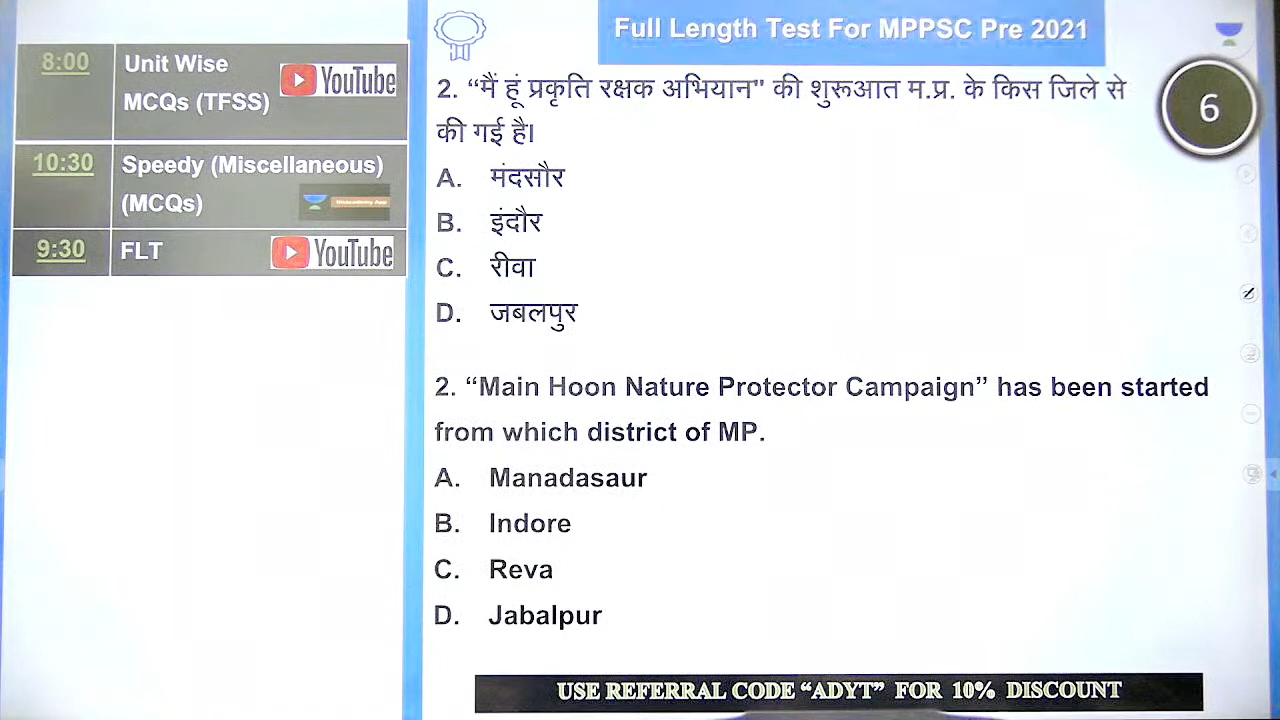 8:00
Unit Wise
MCQs (TFSS)
YouTube
10:30
Speedy (Miscellaneous)
(MCQs)
9:30
FLT
YouTube
Full Length Test For MPPSC Pre 2021
6
2. “मैं हूं प्रकृति रक्षक अभियान" की शुरूआत म.प्र. के किस जिले से
की गई है।
A. मंदसौर
B. इंदौर
C. रीवा
D. जबलपुर
2. “Main Hoon Nature Protector Campaign” has been started
from which district of MP.
A. Manadasaur
B. Indore
C. Reva
D. Jabalpur
USE REFERRAL CODE “ADYT” FOR 10% DISCOUNT